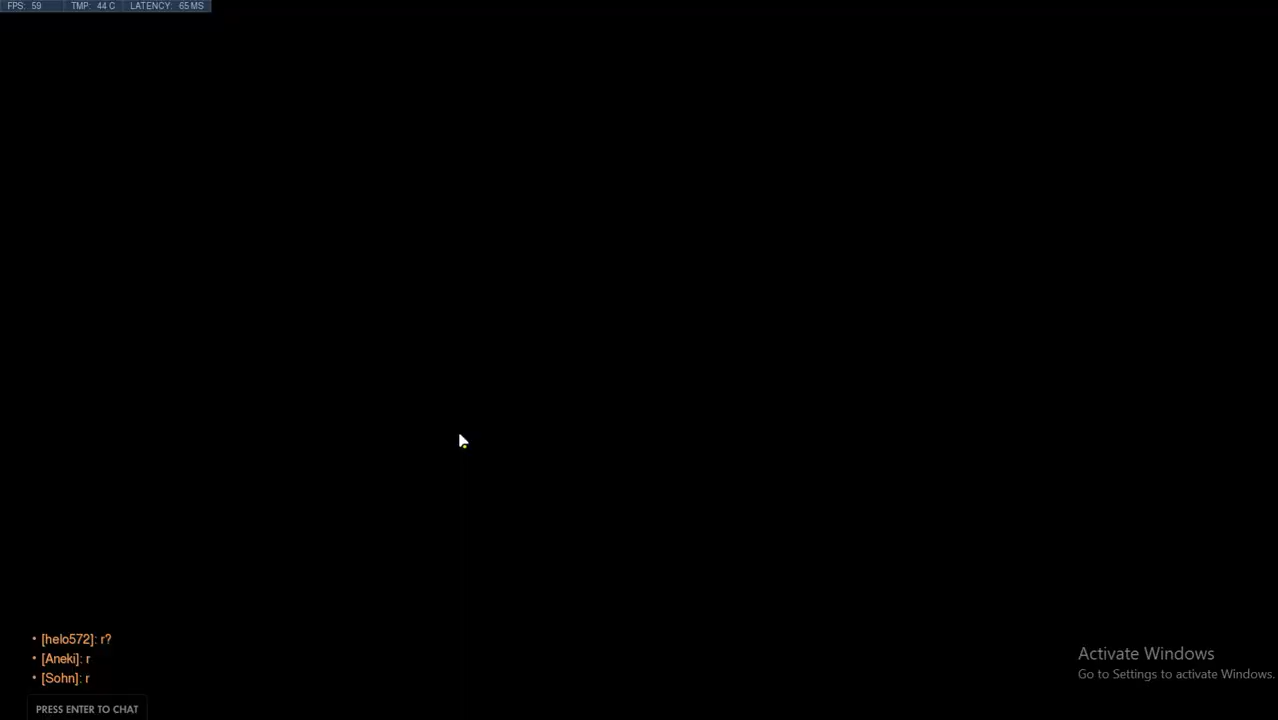 FPS: 59 TMP: 44 C LATENCY: 65 MS
• [helo572]: r?
• [Aneki]: r
• [Sohn]: r
PRESS ENTER TO CHAT
Activate Windows
Go to Settings to activate Windows.